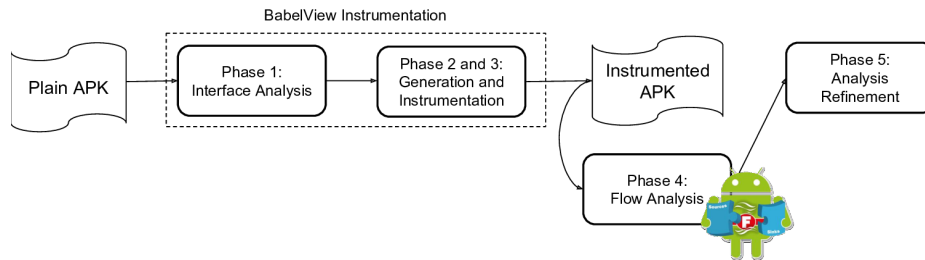 BabelView Instrumentation
Plain APK
Phase 1:
Interface Analysis
Phase 2 and 3:
Generation and
Instrumentation
Instrumented
APK
Phase 4:
Flow Analysis
F
Phase 5:
Analysis
Refinement